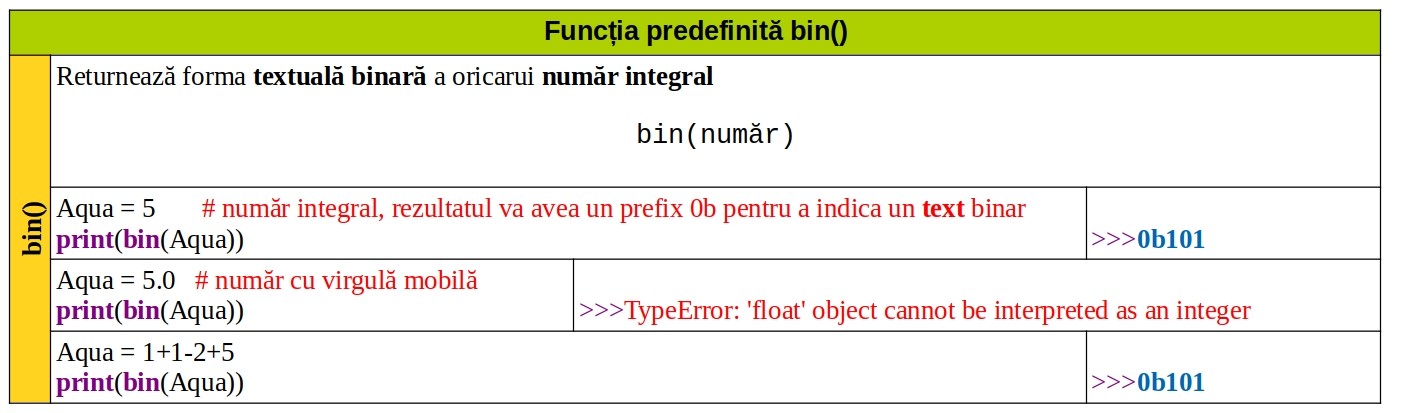 Funcția predefinită bin()
bin()
Returnează forma textuală binară a oricarui număr integral
bin(număr)
Aqua = 5 # număr integral, rezultatul va avea un prefix 0b pentru a indica un text binar
print(bin(Aqua))
>>>0b101
Aqua = 5.0 # număr cu virgulă mobilă
print(bin(Aqua))
>>>TypeError: 'float' object cannot be interpreted as an integer
Aqua = 1+1-2+5
print(bin(Aqua))
>>>0b101